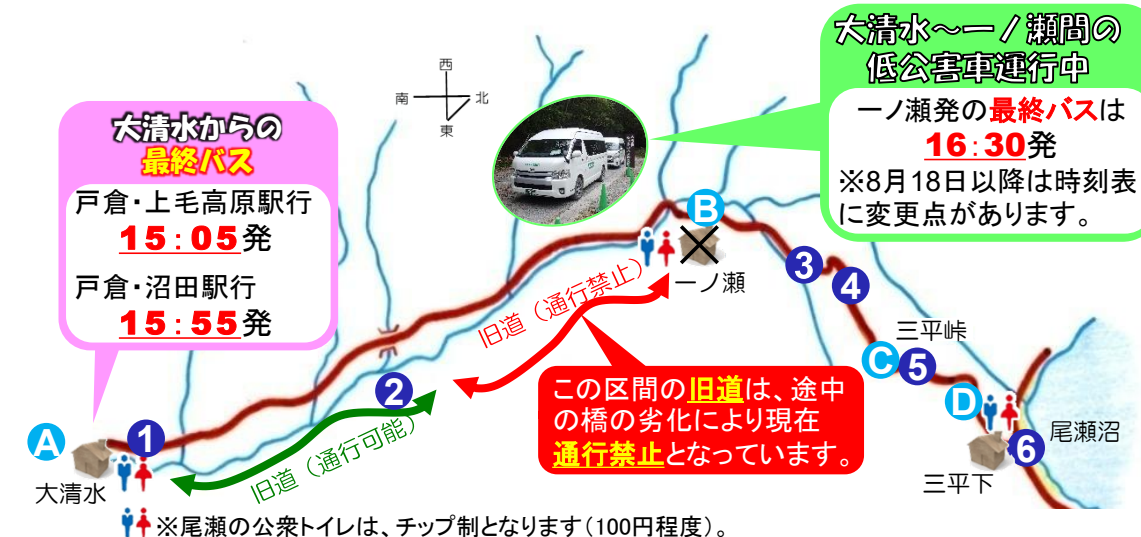 大清水~一ノ瀬間の
低公害車運行中
一ノ瀬発の最終バスは
16:30発
※8月18日以降は時刻表
に変更点があります。
西
南
北
東
大清水からの
最終バス
戸倉・上毛高原駅行
15:05発
戸倉・沼田駅行
15:55発
B
一ノ瀬
3
4
旧道(通行禁止)
三平峠
C
5
この区間の旧道は、途中
の橋の劣化により現在
通行禁止となっています。
2
D
尾瀬沼
6
三平下
A
1
旧道(通行可能)
大清水
※尾瀬の公衆トイレは、チップ制となります(100円程度)。